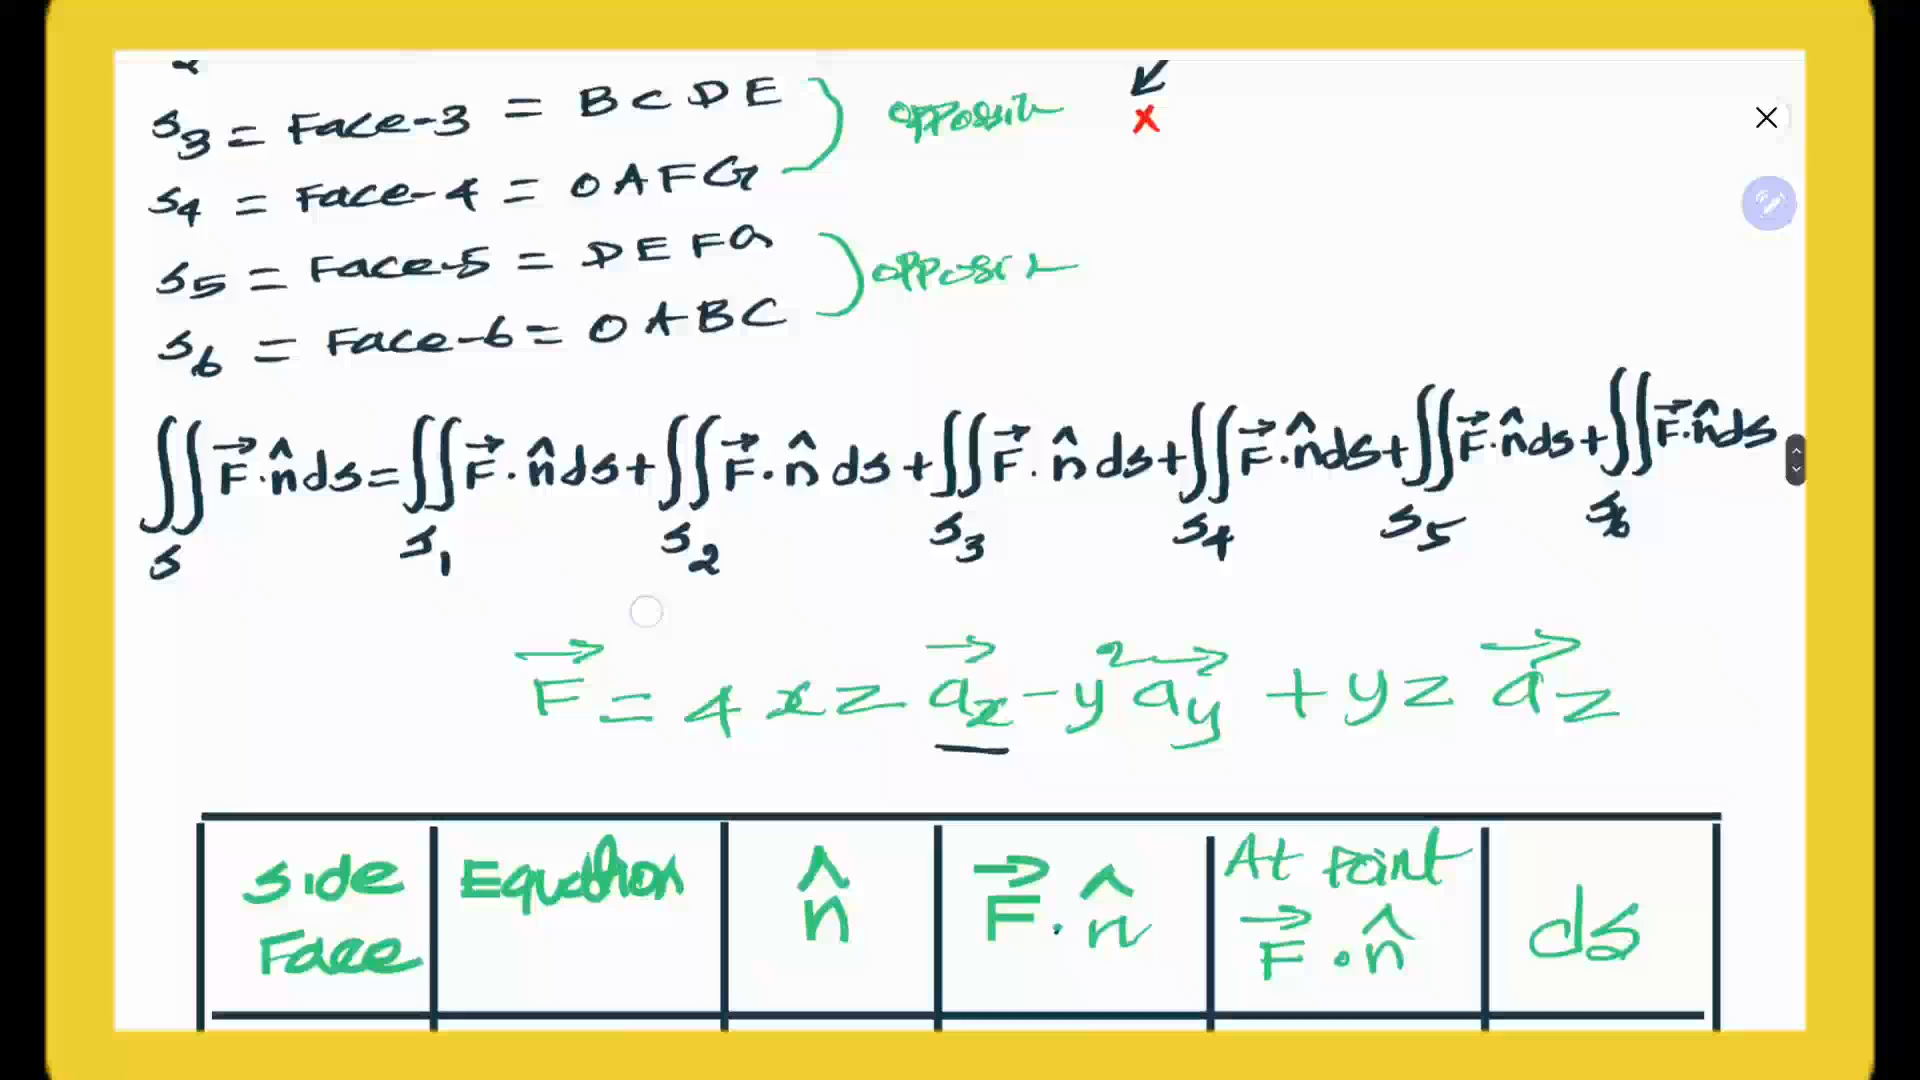 S3 = Face-3 = BCDE } opposite
x
S4 = Face-4 = OAFG
S5 = Face-5 = DEFG } opposite
S6 = Face-6 = OABC
∬S F⃗·n̂ ds = ∬S1 F⃗·n̂ ds + ∬S2 F⃗·n̂ ds + ∬S3 F⃗·n̂ ds + ∬S4 F⃗·n̂ ds + ∬S5 F⃗·n̂ ds + ∬S6 F⃗·n̂ ds
F⃗ = 4xz a⃗x - y² a⃗y + yz a⃗z
Side Face
Equation
n̂
F⃗·n̂
At point F⃗·n̂
ds